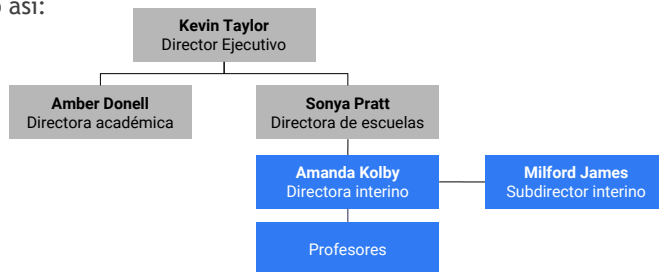 así:
Kevin Taylor
Director Ejecutivo
Amber Donell
Directora académica
Sonya Pratt
Directora de escuelas
Amanda Kolby
Directora interino
Milford James
Subdirector interino
Profesores